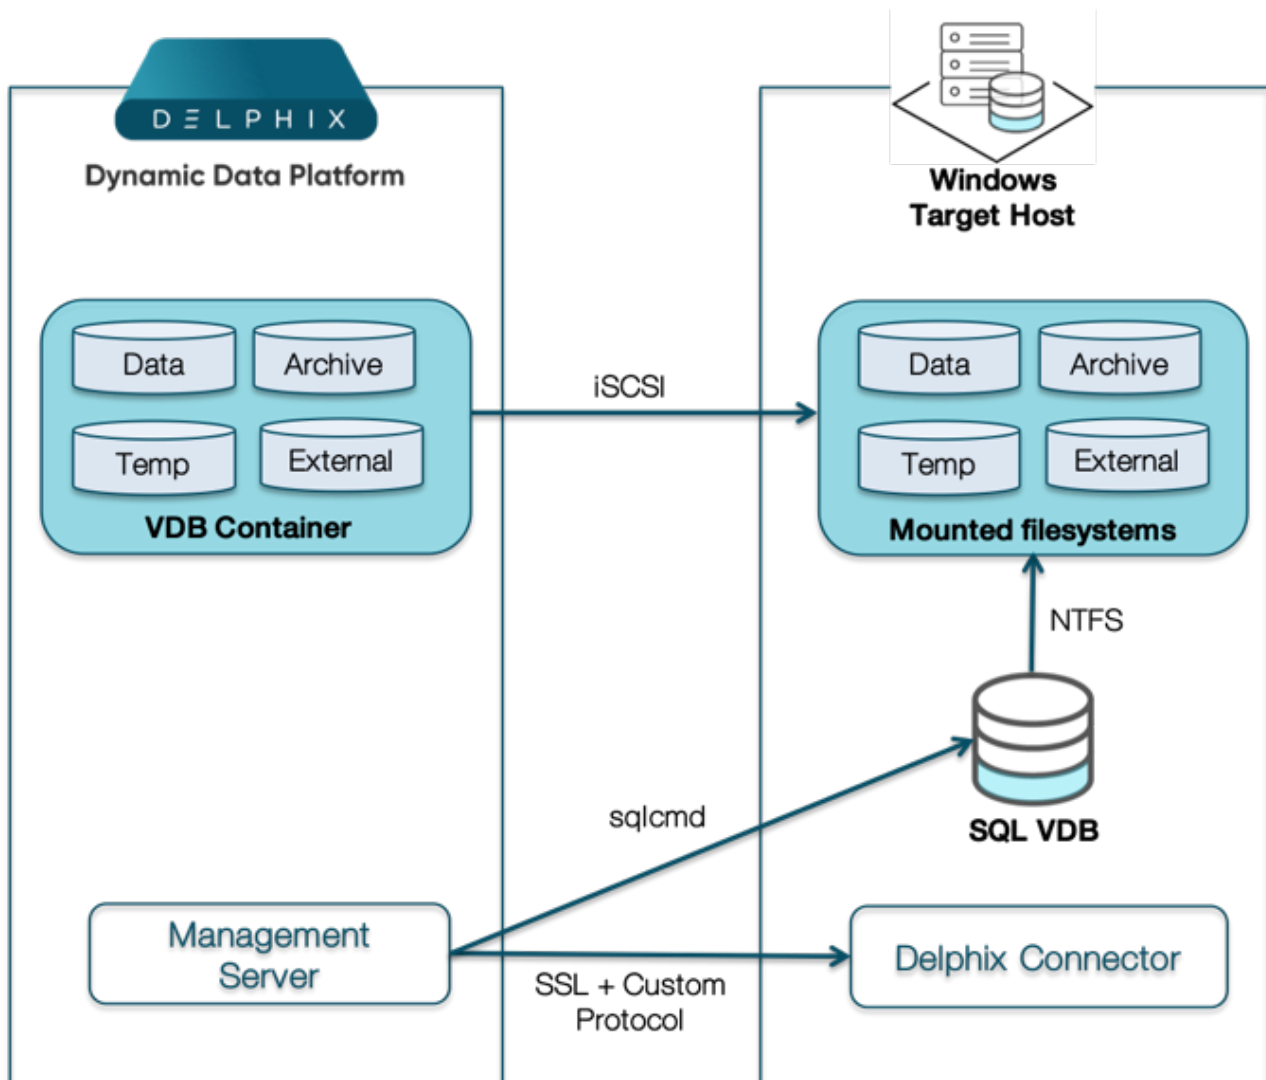 DELPHIX
Dynamic Data Platform
Windows
Target Host
Data
Archive
Temp
External
VDB Container
iSCSI
Data
Archive
Temp
External
Mounted filesystems
NTFS
SQL VDB
sqlcmd
Management
Server
SSL + Custom
Protocol
Delphix Connector